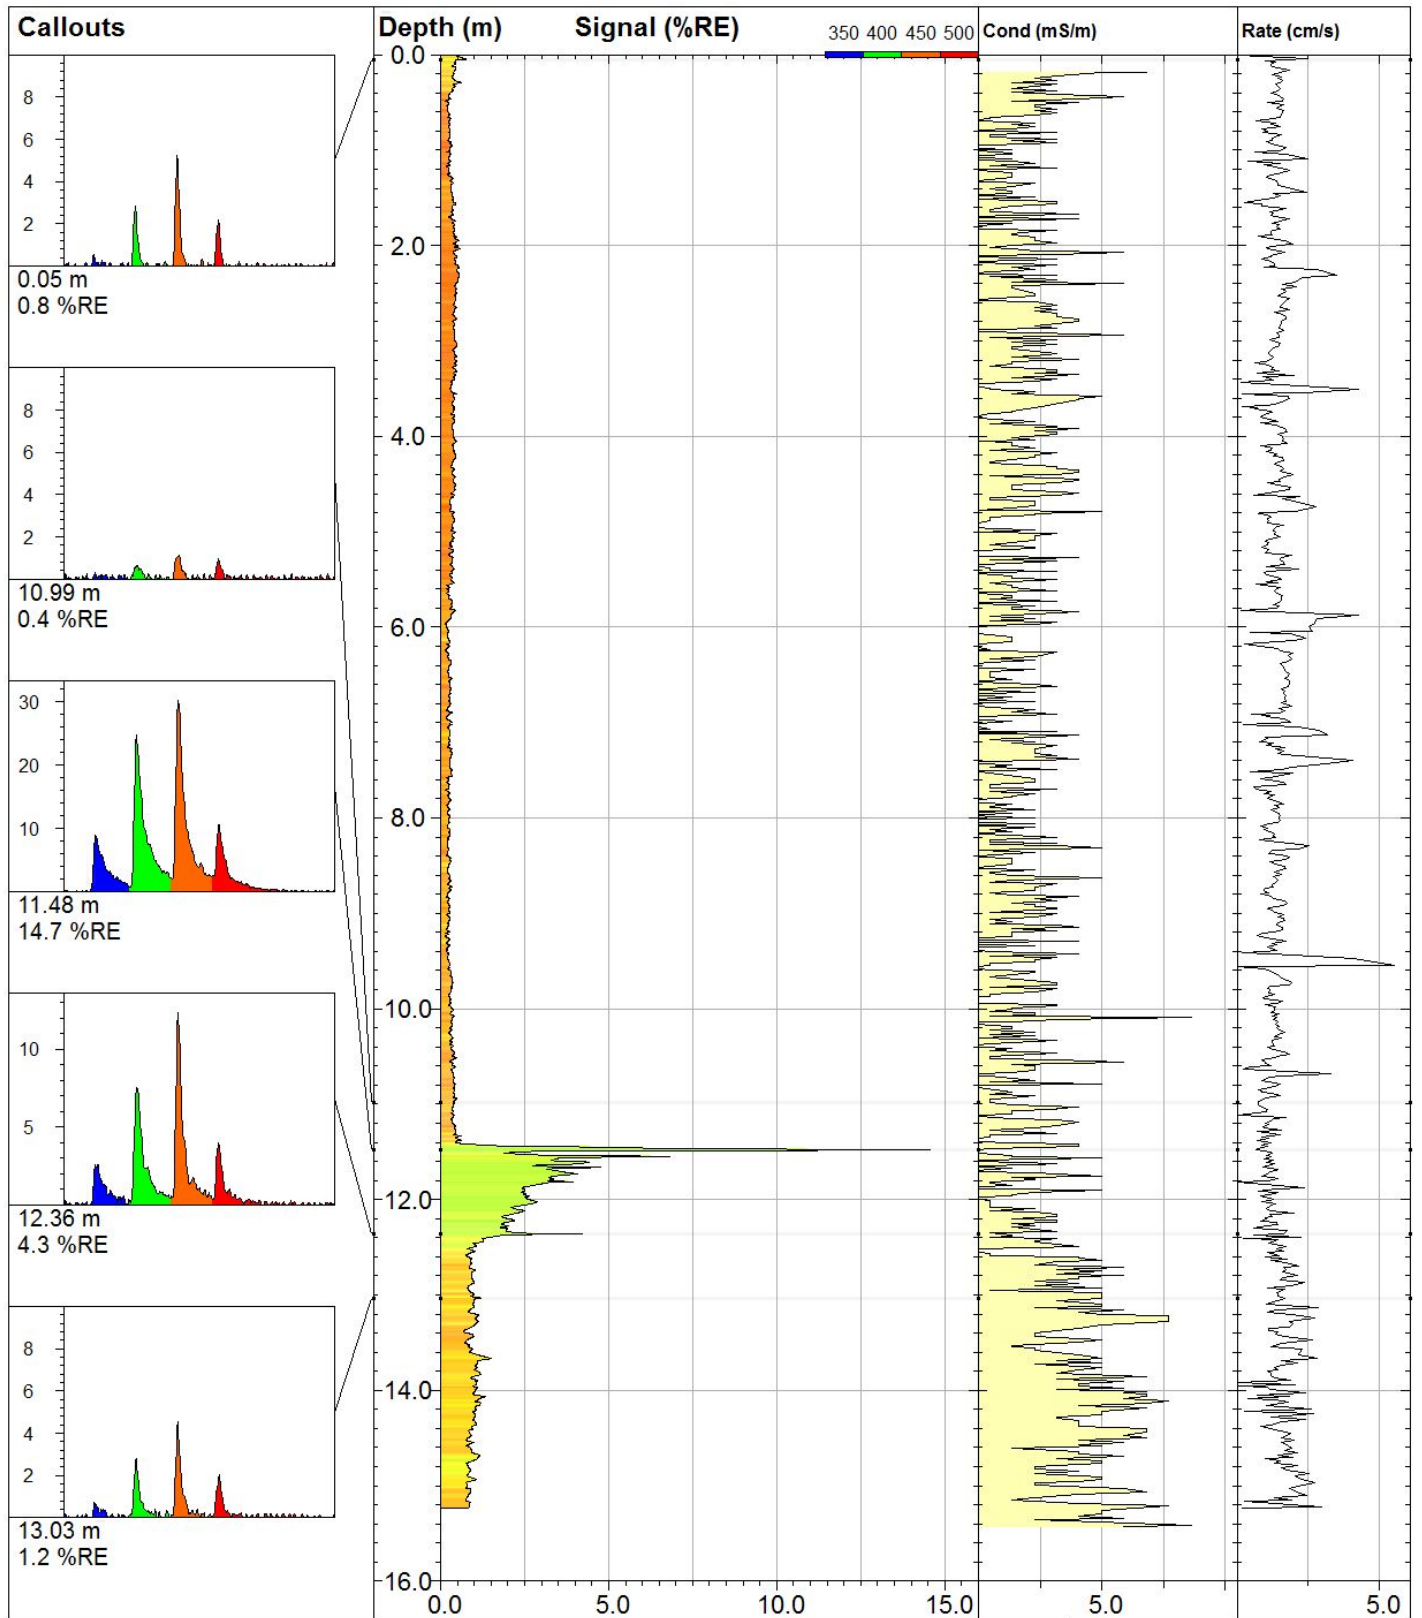 Callouts
Depth (m)
Signal (%RE)
350 400 450 500
Cond (mS/m)
Rate (cm/s)
8
6
4
2
0.05 m
0.8 %RE
8
6
4
2
10.99 m
0.4 %RE
30
20
10
11.48 m
14.7 %RE
10
5
12.36 m
4.3 %RE
8
6
4
2
13.03 m
1.2 %RE
0.0
2.0
4.0
6.0
8.0
10.0
12.0
14.0
16.0
0.0 5.0 10.0 15.0
5.0
5.0